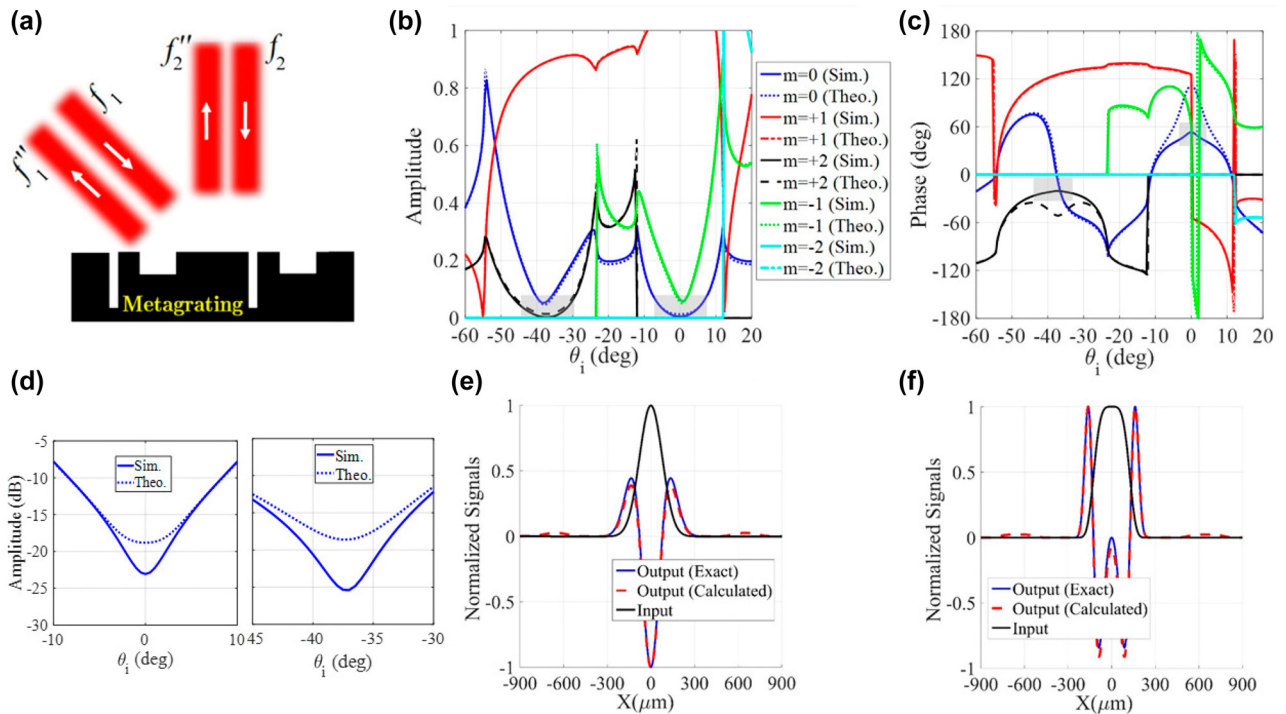 (a)
f₂″
f₂
f₁
f₁″
Metagrating
(b)
1
0.8
0.6
0.4
0.2
0
Amplitude
-60 -50 -40 -30 -20 -10 0 10 20
θi (deg)
m=0 (Sim.)
m=0 (Theo.)
m=+1 (Sim.)
m=+1 (Theo.)
m=+2 (Sim.)
m=+2 (Theo.)
m=-1 (Sim.)
m=-1 (Theo.)
m=-2 (Sim.)
m=-2 (Theo.)
(c)
180
120
60
0
-60
-120
-180
Phase (deg)
-60 -50 -40 -30 -20 -10 0 10 20
θi (deg)
(d)
-5
-10
-15
-20
-25
-30
Amplitude (dB)
Sim.
Theo.
-10 0 10
θi (deg)
Sim.
Theo.
-45 -40 -35 -30
θi (deg)
(e)
1
0.5
0
-0.5
-1
Normalized Signals
Output (Exact)
Output (Calculated)
Input
-900 -600 -300 0 300 600 900
X(μm)
(f)
1
0.5
0
-0.5
-1
Normalized Signals
Output (Exact)
Output (Calculated)
Input
-900 -600 -300 0 300 600 900
X(μm)